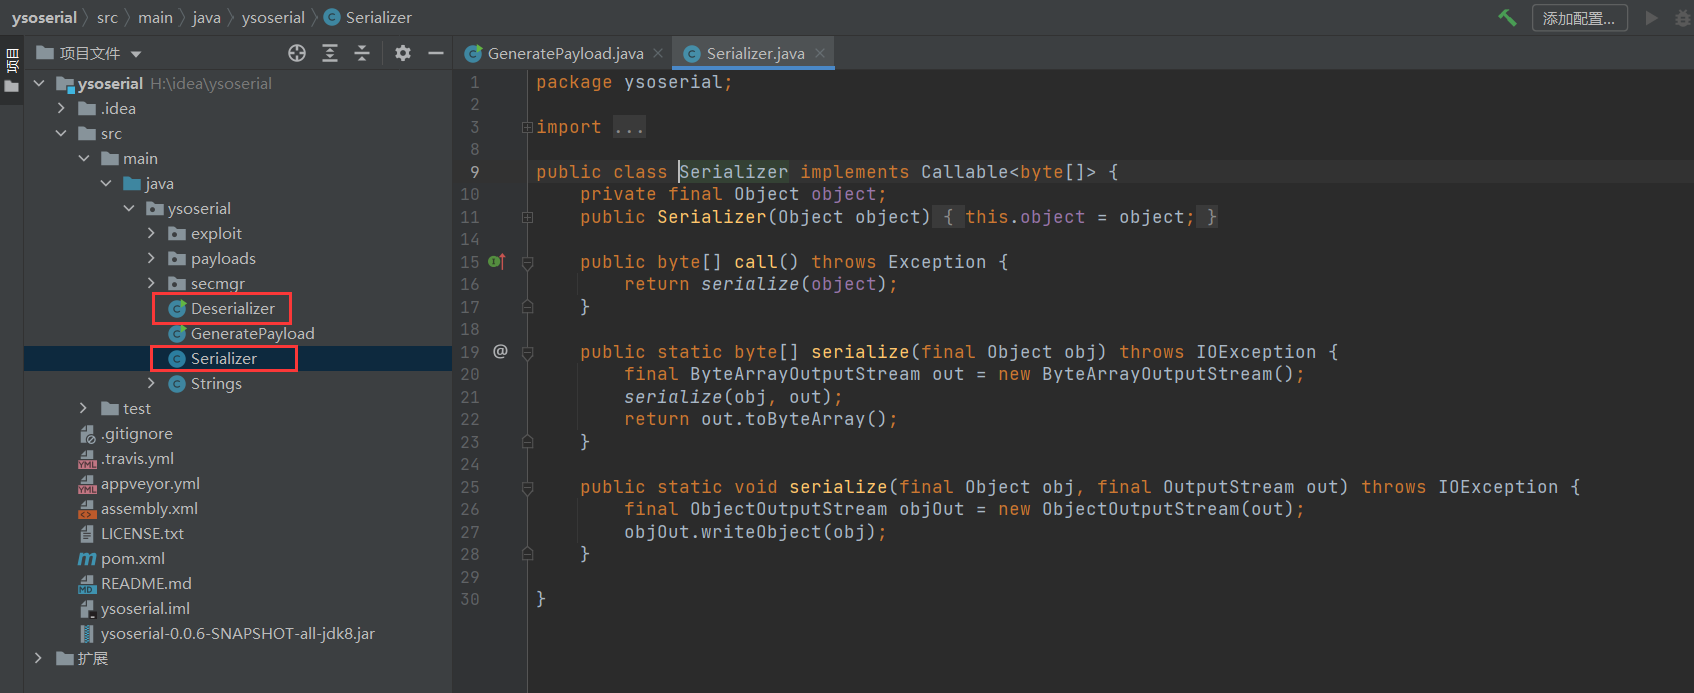 ysoserial src main java ysoserial Serializer
添加配置...
项目
项目文件
GeneratePayload.java
Serializer.java
ysoserial H:\idea\ysoserial
.idea
src
main
java
ysoserial
exploit
payloads
secmgr
Deserializer
GeneratePayload
Serializer
Strings
test
.gitignore
.travis.yml
appveyor.yml
assembly.xml
LICENSE.txt
pom.xml
README.md
ysoserial.iml
ysoserial-0.0.6-SNAPSHOT-all-jdk8.jar
扩展
1 package ysoserial;
2
3 import ...
8
9 public class Serializer implements Callable<byte[]> {
10 private final Object object;
11 public Serializer(Object object) { this.object = object; }
14
15 public byte[] call() throws Exception {
16 return serialize(object);
17 }
18
19 @ public static byte[] serialize(final Object obj) throws IOException {
20 final ByteArrayOutputStream out = new ByteArrayOutputStream();
21 serialize(obj, out);
22 return out.toByteArray();
23 }
24
25 public static void serialize(final Object obj, final OutputStream out) throws IOException {
26 final ObjectOutputStream objOut = new ObjectOutputStream(out);
27 objOut.writeObject(obj);
28 }
29
30 }